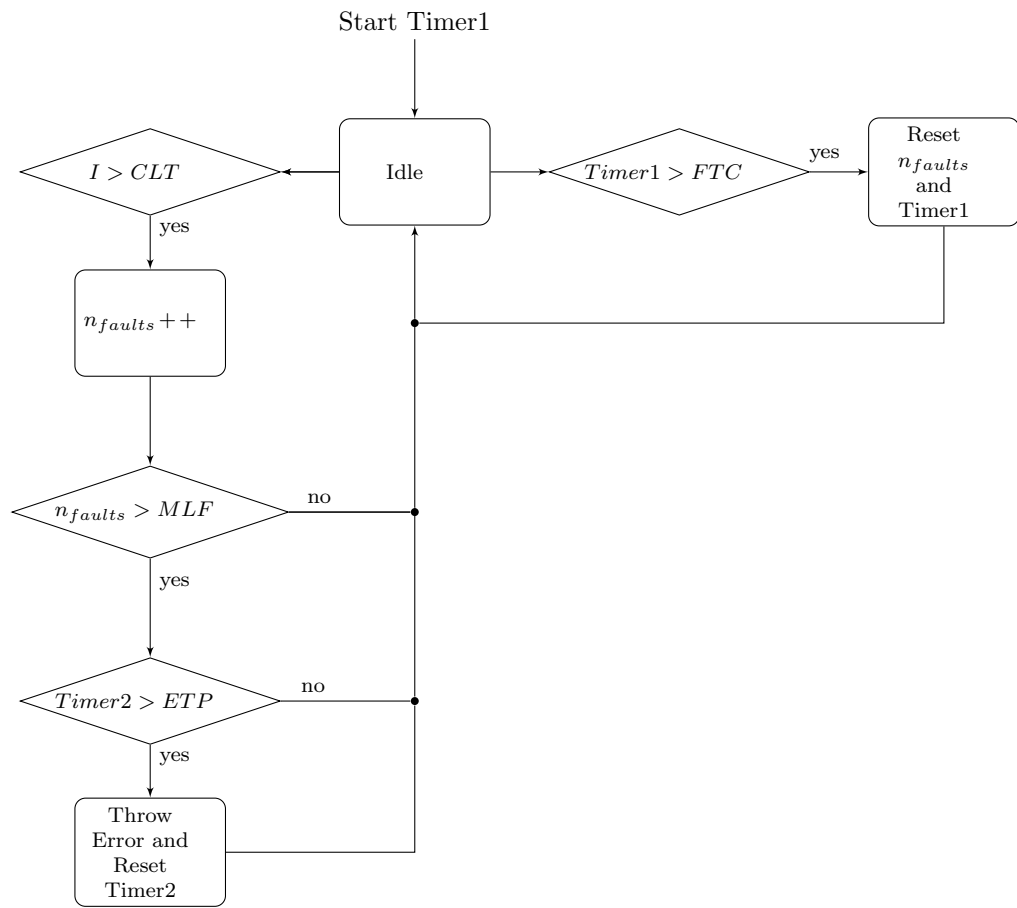 Start Timer1
I > CLT
Idle
Timer1 > FTC
yes
Reset
n_faults
and
Timer1
yes
n_faults ++
n_faults > MLF
no
yes
Timer2 > ETP
no
yes
Throw
Error and
Reset
Timer2